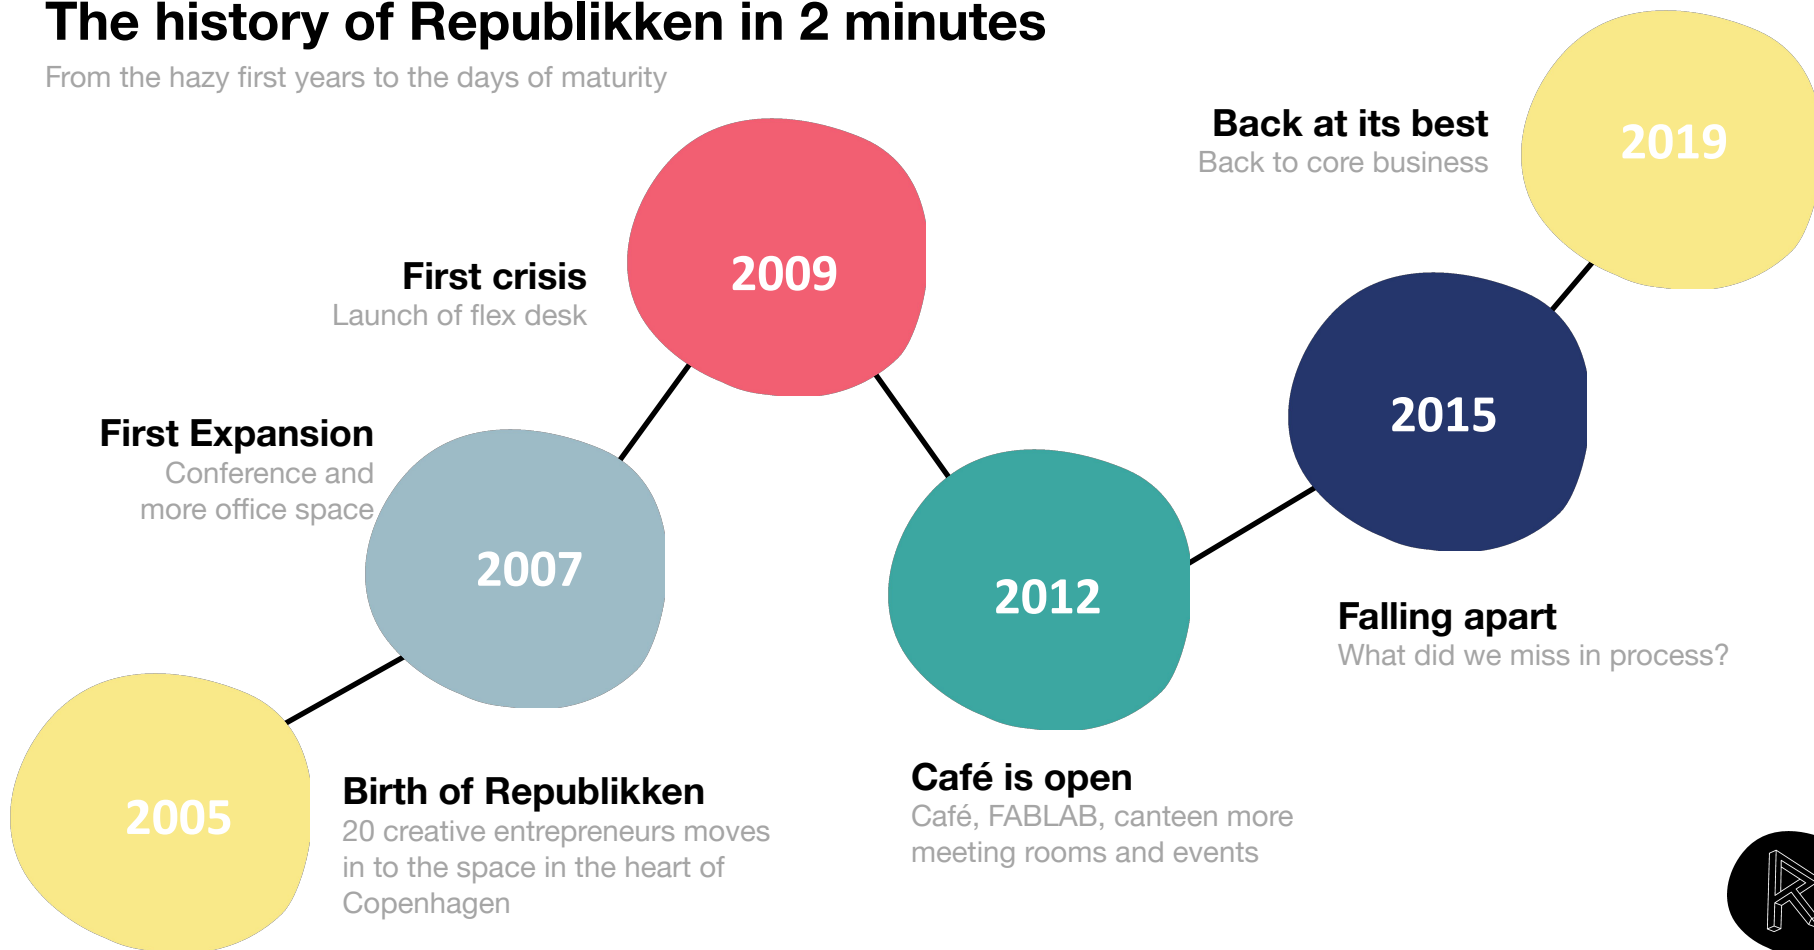 The history of Republikken in 2 minutes
From the hazy first years to the days of maturity
2005
Birth of Republikken
20 creative entrepreneurs moves
in to the space in the heart of
Copenhagen
First Expansion
Conference and
more office space
2007
First crisis
Launch of flex desk
2009
2012
Café is open
Café, FABLAB, canteen more
meeting rooms and events
2015
Falling apart
What did we miss in process?
Back at its best
Back to core business
2019
R